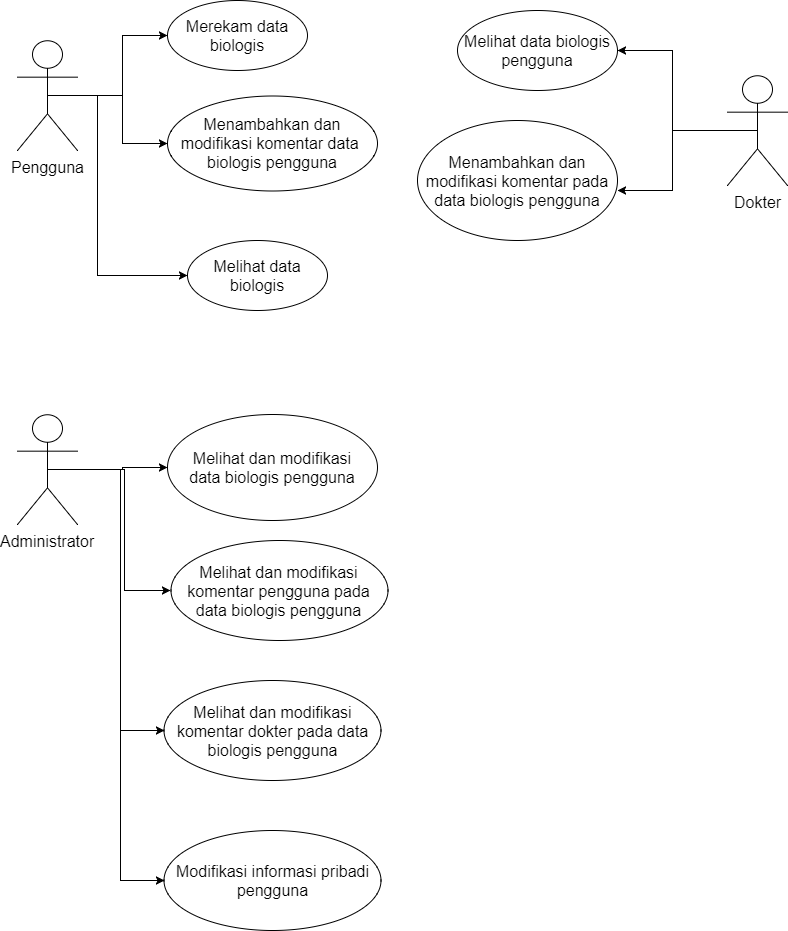 Merekam data
biologis
Pengguna
Menambahkan dan
modifikasi komentar data
biologis pengguna
Melihat data
biologis
Melihat data biologis
pengguna
Menambahkan dan
modifikasi komentar pada
data biologis pengguna
Dokter
Administrator
Melihat dan modifikasi
data biologis pengguna
Melihat dan modifikasi
komentar pengguna pada
data biologis pengguna
Melihat dan modifikasi
komentar dokter pada data
biologis pengguna
Modifikasi informasi pribadi
pengguna